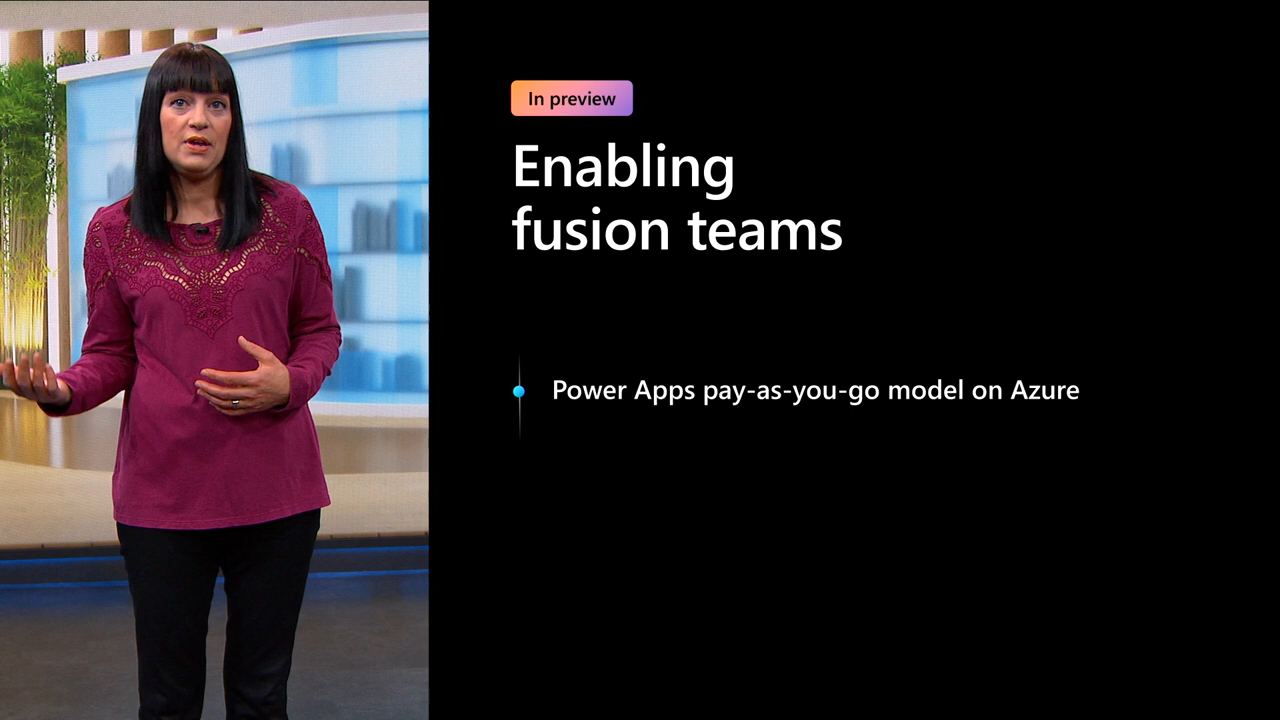 In preview
Enabling
fusion teams
Power Apps pay-as-you-go model on Azure